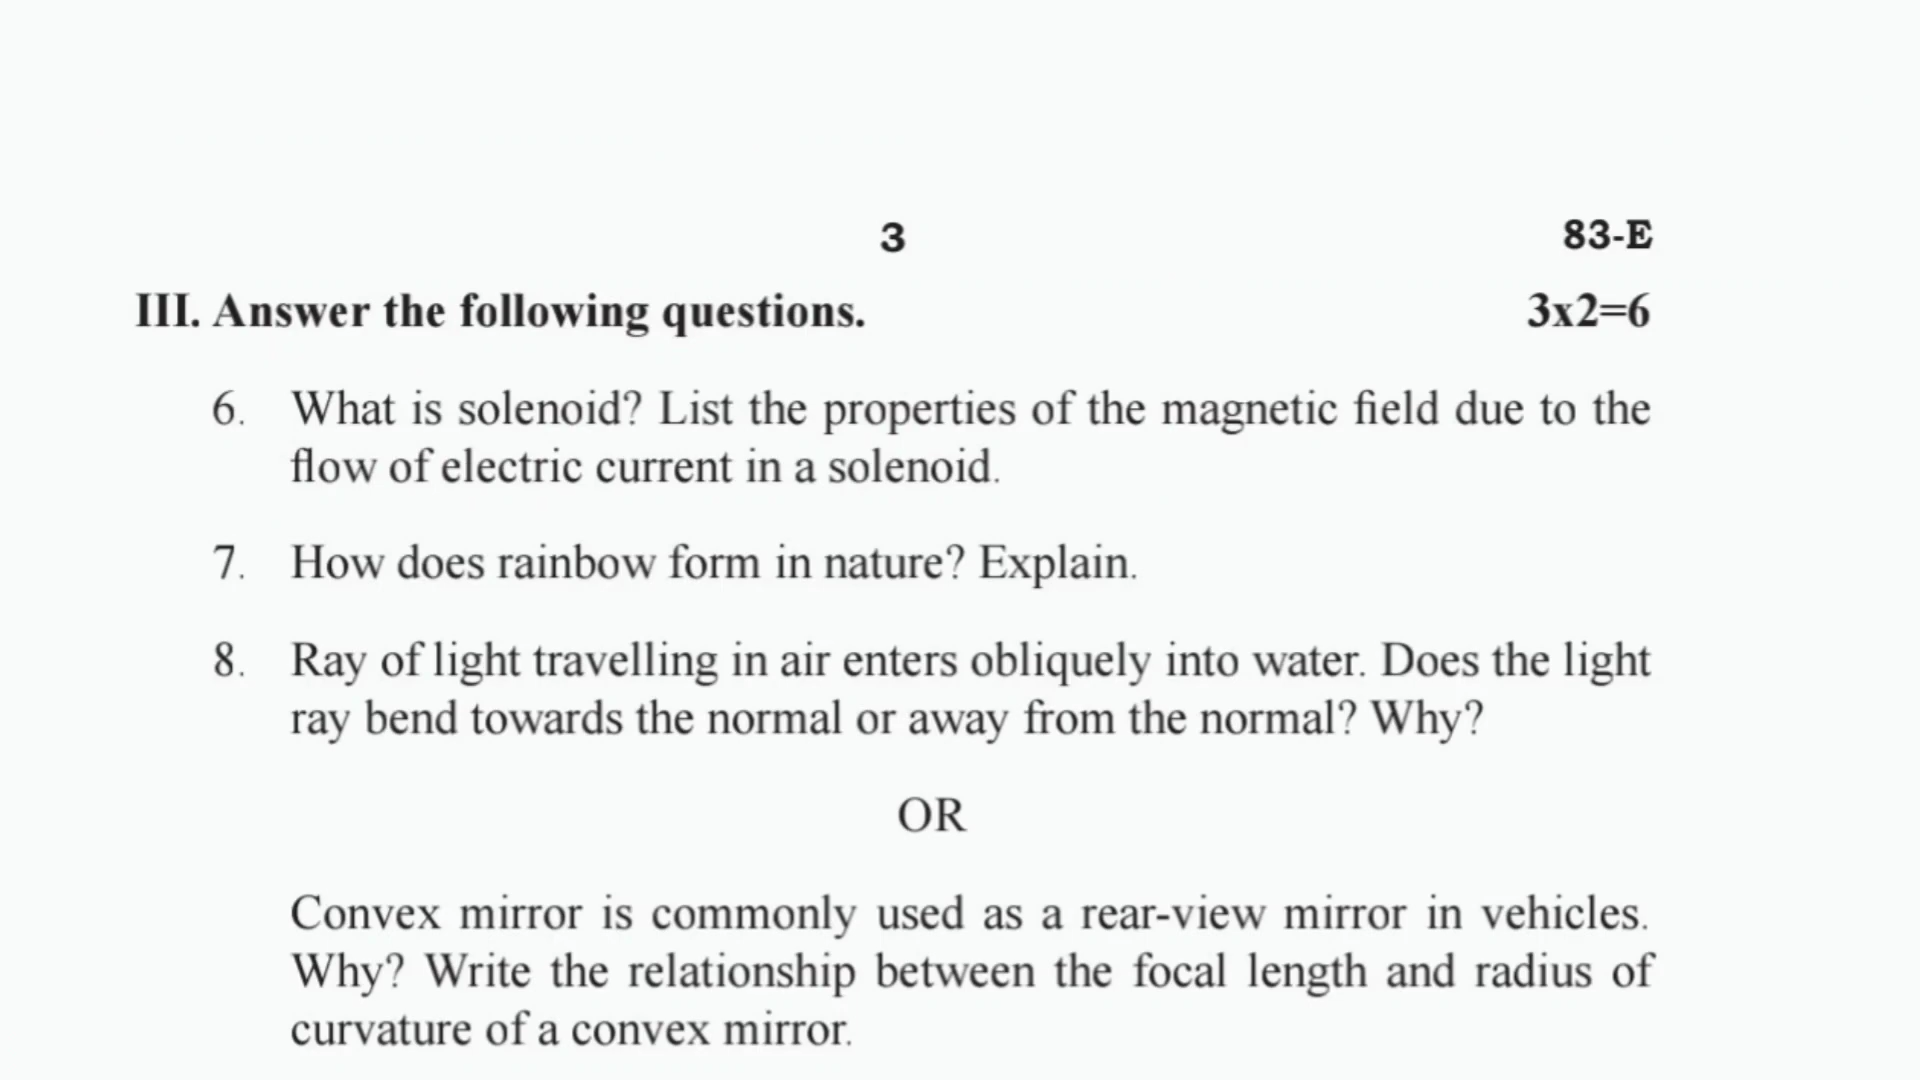 3 83-E
III. Answer the following questions. 3x2=6
6. What is solenoid? List the properties of the magnetic field due to the
flow of electric current in a solenoid.
7. How does rainbow form in nature? Explain.
8. Ray of light travelling in air enters obliquely into water. Does the light
ray bend towards the normal or away from the normal? Why?
OR
Convex mirror is commonly used as a rear-view mirror in vehicles.
Why? Write the relationship between the focal length and radius of
curvature of a convex mirror.